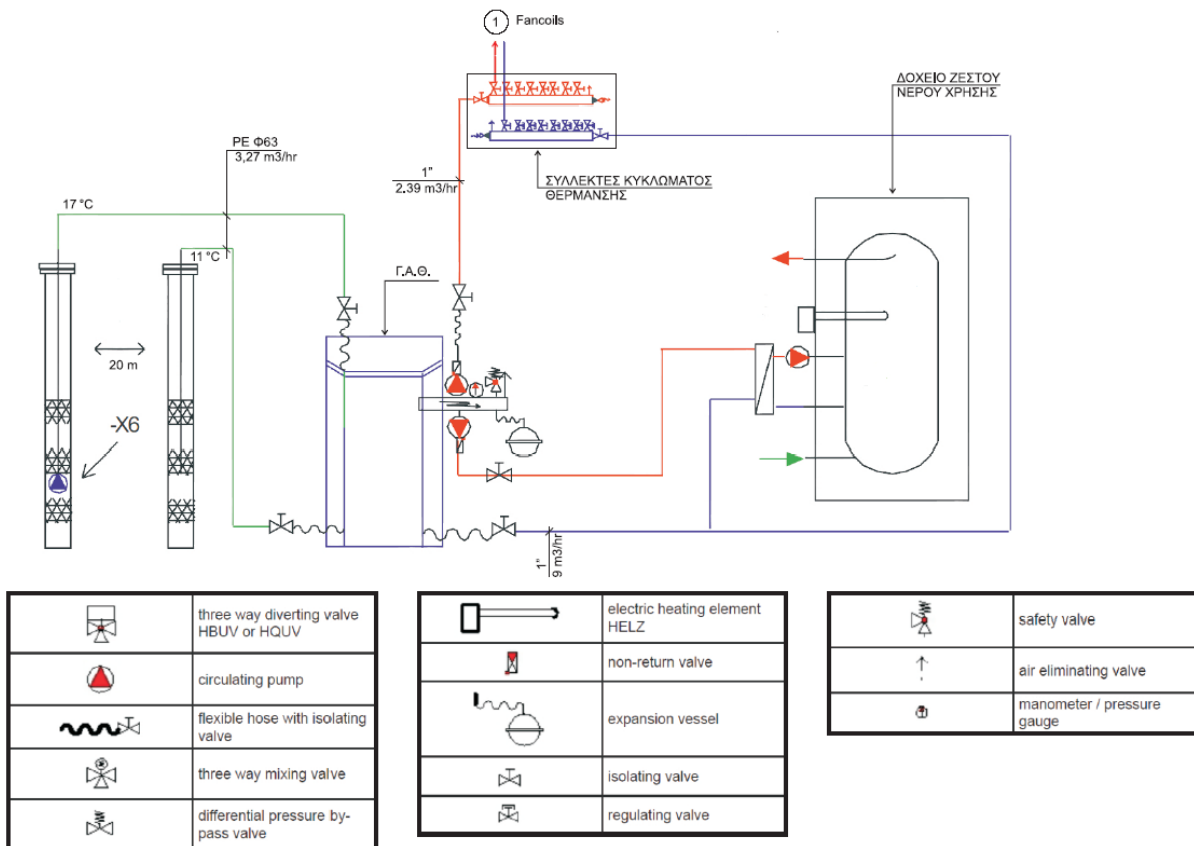 1 Fancoils
ΔΟΧΕΙΟ ΖΕΣΤΟΥ
ΝΕΡΟΥ ΧΡΗΣΗΣ
PE Φ63
3,27 m3/hr
1"
2.39 m3/hr
ΣΥΛΛΕΚΤΕΣ ΚΥΚΛΩΜΑΤΟΣ
ΘΕΡΜΑΝΣΗΣ
17 °C
11 °C
Γ.Α.Θ.
20 m
-X6
1"
9 m3/hr
three way diverting valve
HBUV or HQUV
circulating pump
flexible hose with isolating
valve
three way mixing valve
differential pressure by-
pass valve
electric heating element
HELZ
non-return valve
expansion vessel
isolating valve
regulating valve
safety valve
air eliminating valve
manometer / pressure
gauge